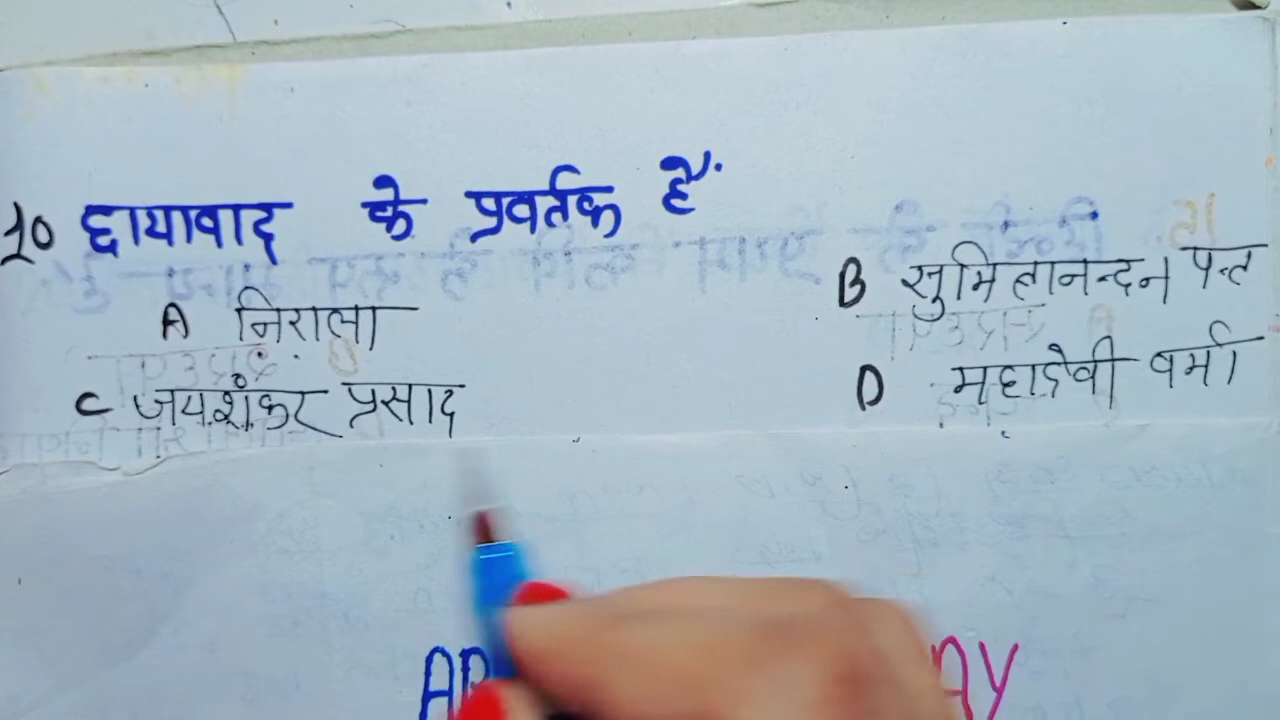 10 छायावाद के प्रवर्तक हैं
A निराला
B सुमित्रानन्दन पन्त
C जयशंकर प्रसाद
D महादेवी वर्मा